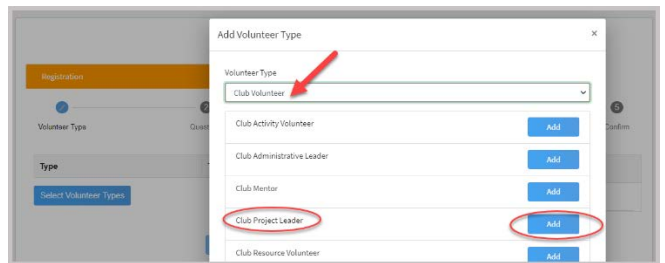 Add Volunteer Type ×
Registration
Volunteer Type
Club Volunteer
Volunteer Type
Confirm
Club Activity Volunteer Add
Type
Club Administrative Leader Add
Select Volunteer Types
Club Mentor Add
Club Project Leader Add
Club Resource Volunteer Add